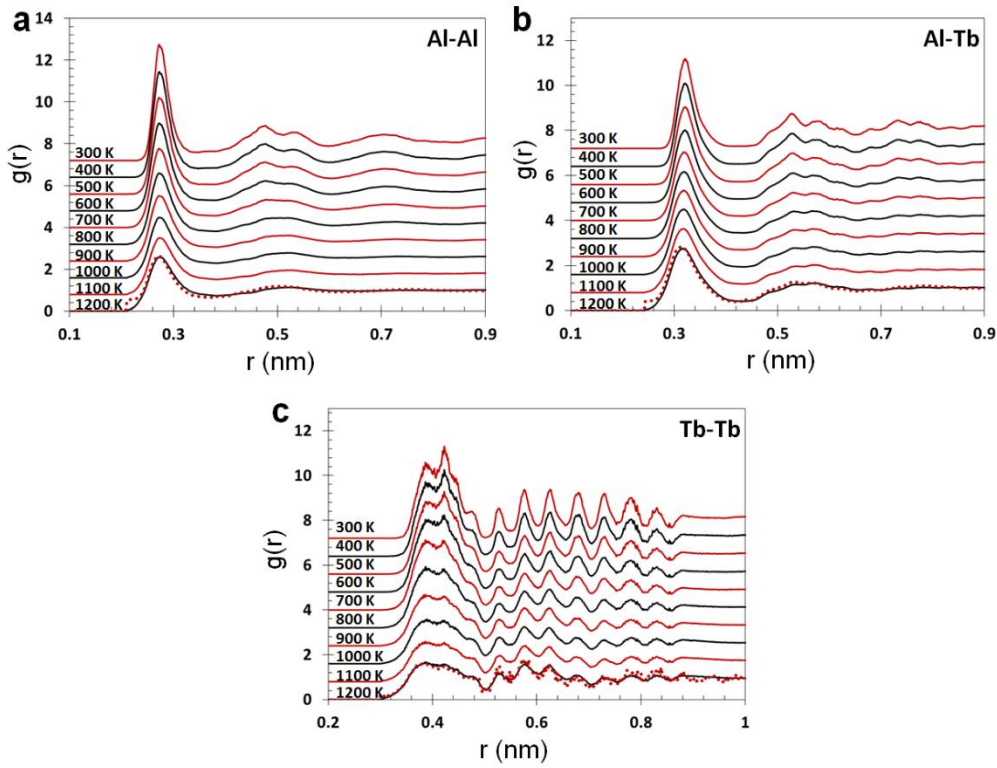 a
14
12
10
8
6
4
2
0
g(r)
Al-Al
300 K
400 K
500 K
600 K
700 K
800 K
900 K
1000 K
1100 K
1200 K
0.1 0.3 0.5 0.7 0.9
r (nm)
b
12
10
8
6
4
2
0
g(r)
Al-Tb
300 K
400 K
500 K
600 K
700 K
800 K
900 K
1000 K
1100 K
1200 K
0.1 0.3 0.5 0.7 0.9
r (nm)
c
12
10
8
6
4
2
0
g(r)
Tb-Tb
300 K
400 K
500 K
600 K
700 K
800 K
900 K
1000 K
1100 K
1200 K
0.2 0.4 0.6 0.8 1
r (nm)